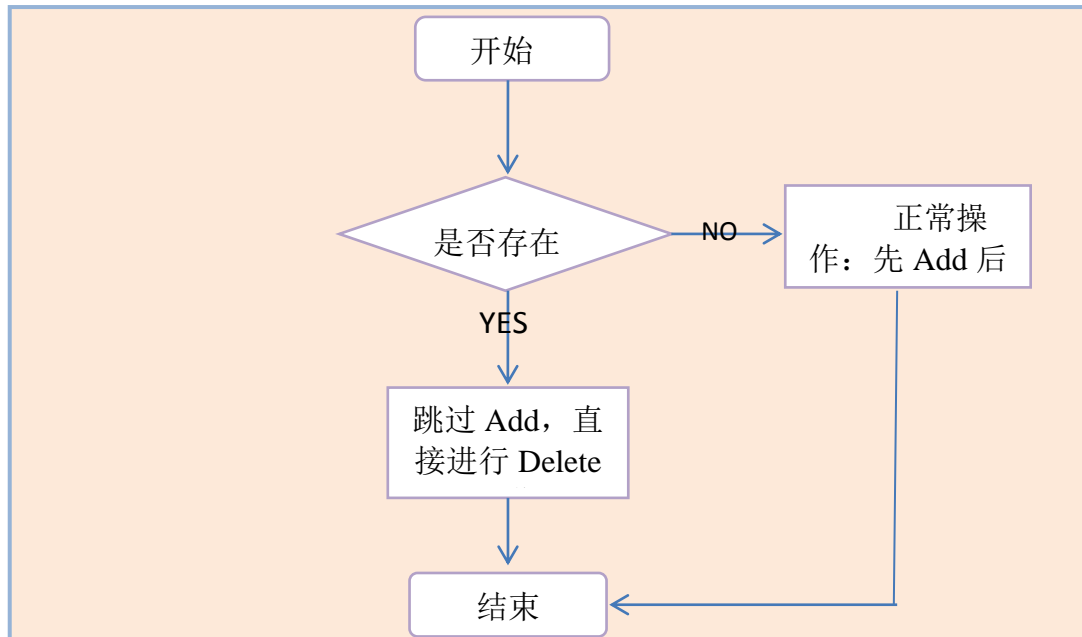 开始
是否存在
NO
正常操
作：先 Add 后
YES
跳过 Add，直
接进行 Delete
结束